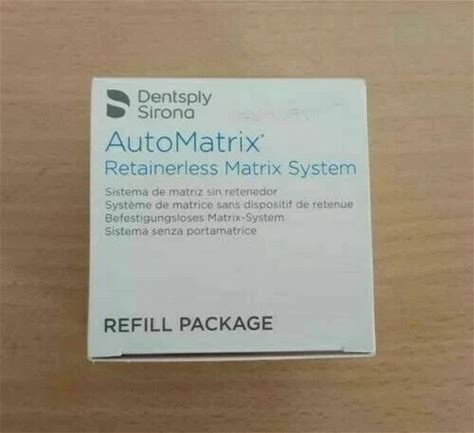 Dentsply
Sirona
AutoMatrix®
Retainerless Matrix System
Sistema de matriz sin retenedor
Système de matrice sans dispositif de retenue
Befestigungsloses Matrix-System
Sistema senza portamatrice
REFILL PACKAGE